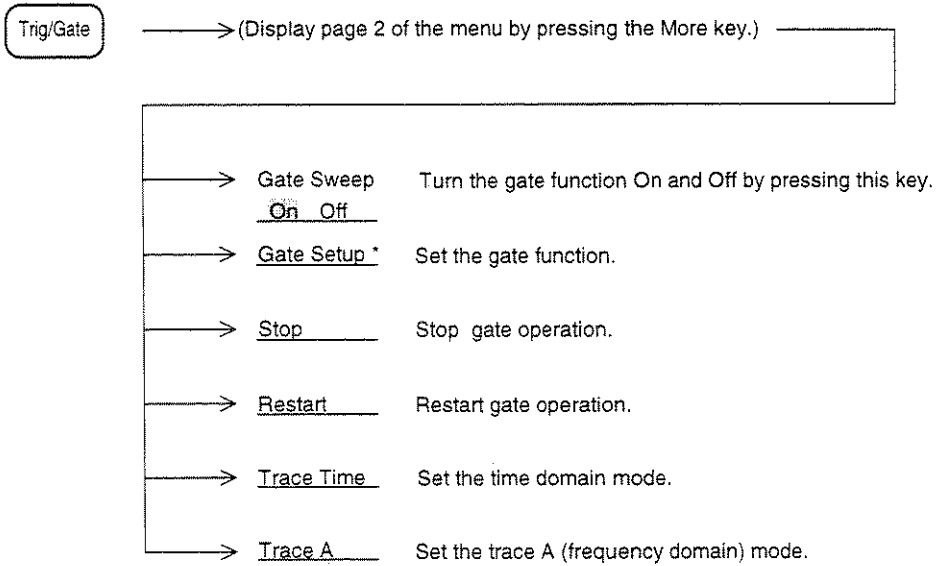 Trig/Gate (Display page 2 of the menu by pressing the More key.)
Gate Sweep Turn the gate function On and Off by pressing this key.
On Off
Gate Setup * Set the gate function.
Stop Stop gate operation.
Restart Restart gate operation.
Trace Time Set the time domain mode.
Trace A Set the trace A (frequency domain) mode.